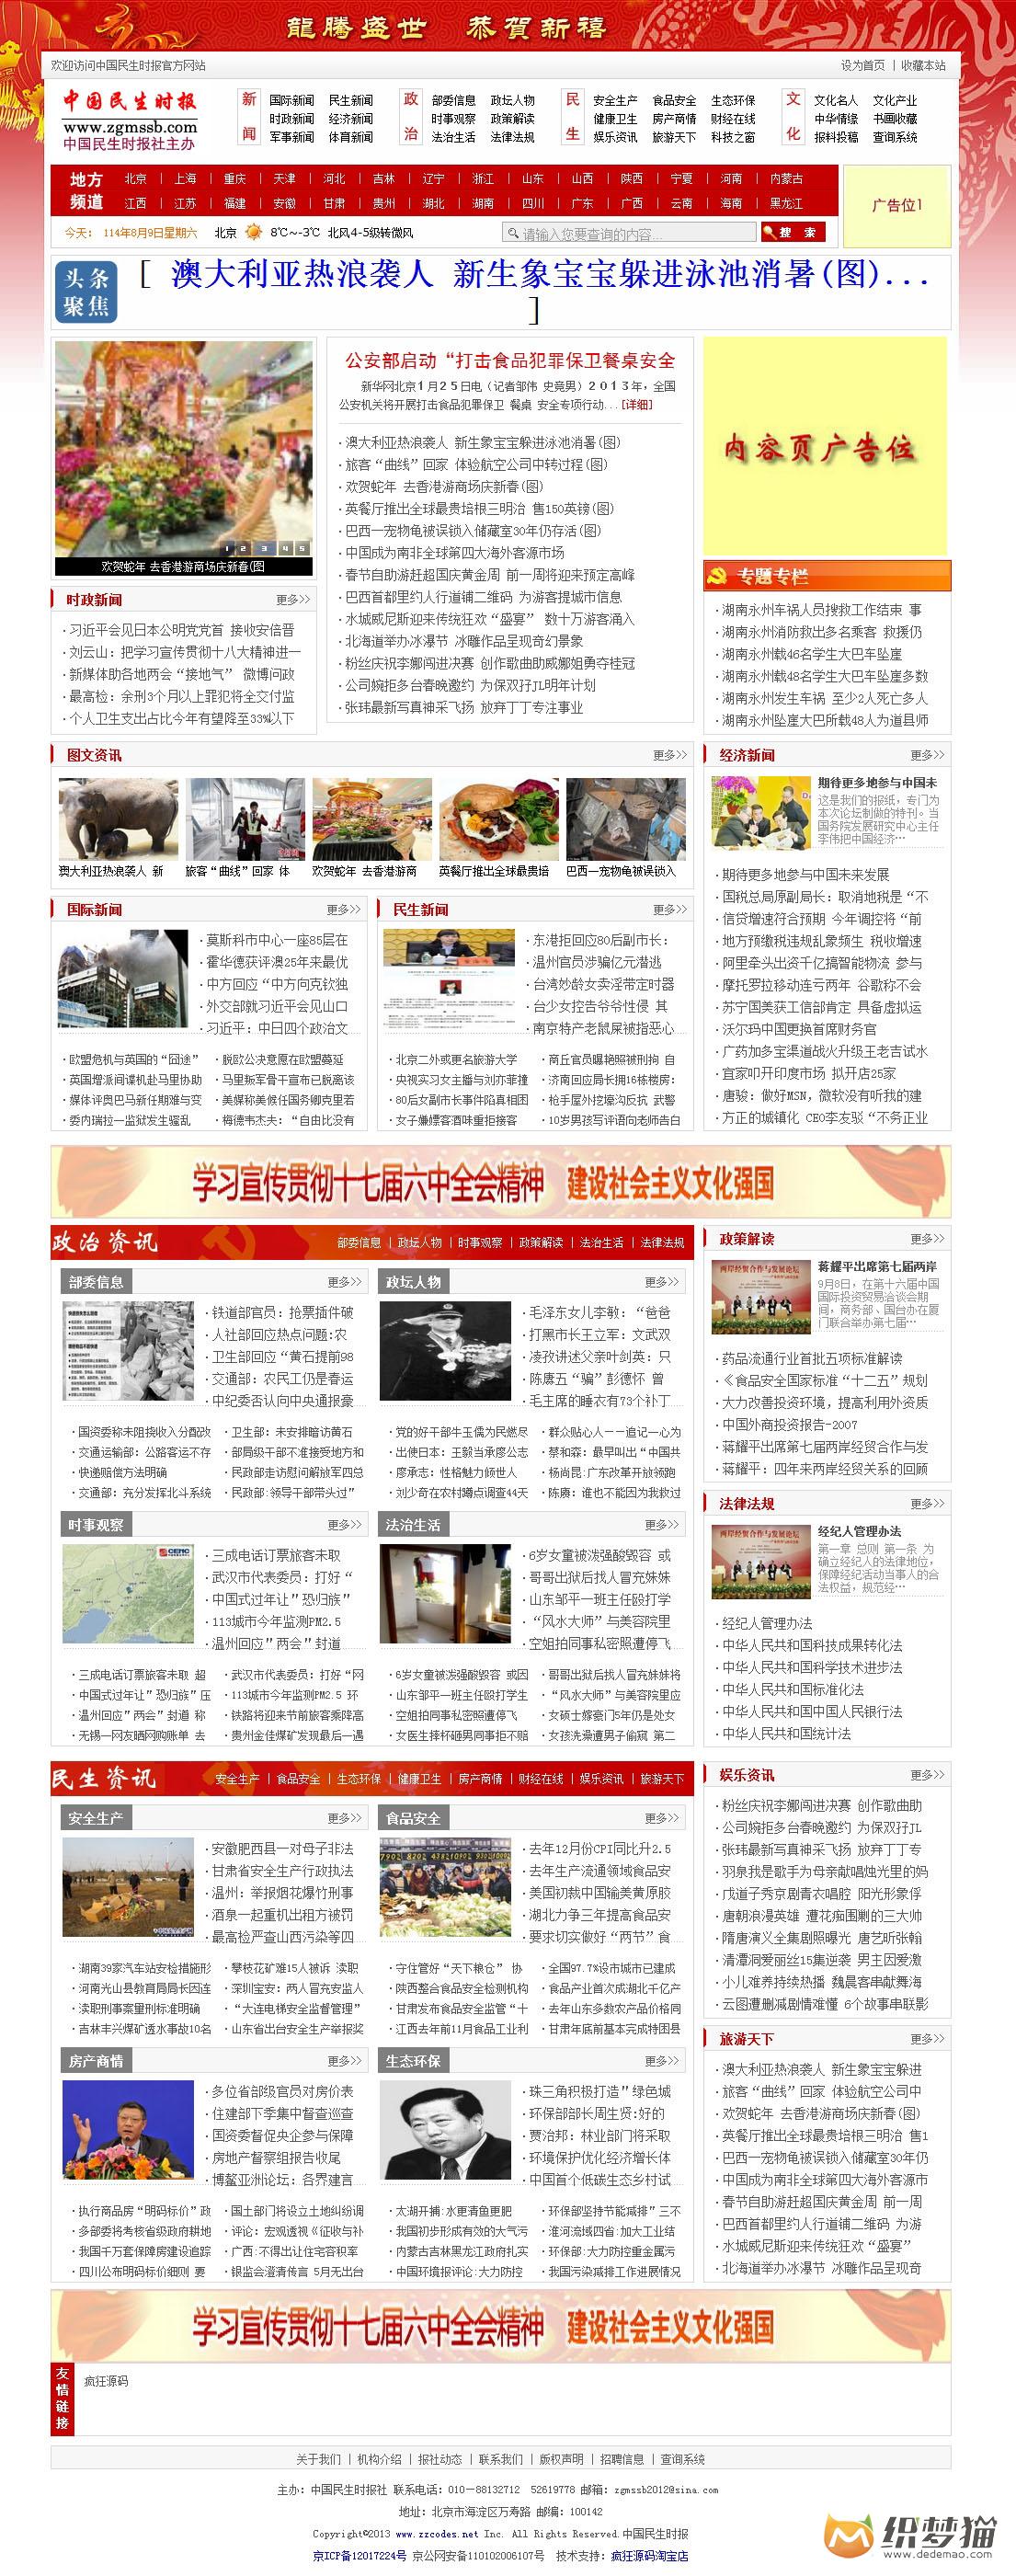 龍騰盛世 恭賀新禧
欢迎访问中国民生时报官方网站
设为首页 | 收藏本站
中国民生时报
www.zgmssb.com
中国民生时报社主办
新闻
国际新闻 民生新闻
时政新闻 经济新闻
军事新闻 体育新闻
政治
部委信息 政坛人物
时事观察 政策解读
法治生活 法律法规
民生
安全生产 食品安全 生态环保
健康卫生 房产商情 财经在线
娱乐资讯 旅游天下 科技之窗
文化
文化名人 文化产业
中华情缘 书画收藏
报料投稿 查询系统
地方频道
北京 | 上海 | 重庆 | 天津 | 河北 | 吉林 | 辽宁 | 浙江 | 山东 | 山西 | 陕西 | 宁夏 | 河南 | 内蒙古
江西 | 江苏 | 福建 | 安徽 | 甘肃 | 贵州 | 湖北 | 湖南 | 四川 | 广东 | 广西 | 云南 | 海南 | 黑龙江
广告位1
今天: 114年8月9日星期六 北京 8℃~-3℃ 北风4-5级转微风
请输入您要查询的内容...
搜 索
头条聚焦
[ 澳大利亚热浪袭人 新生象宝宝躲进泳池消暑(图)...
]
1 2 3 4 5
欢贺蛇年 去香港游商场庆新春(图
公安部启动“打击食品犯罪保卫餐桌安全
新华网北京1月25日电（记者邹伟 史竞男）2013年，全国
公安机关将开展打击食品犯罪保卫 餐桌 安全专项行动...[详细]
·澳大利亚热浪袭人 新生象宝宝躲进泳池消暑(图)
·旅客“曲线”回家 体验航空公司中转过程(图)
·欢贺蛇年 去香港游商场庆新春(图)
·英餐厅推出全球最贵培根三明治 售150英镑(图)
·巴西一宠物龟被误锁入储藏室30年仍存活(图)
·中国成为南非全球第四大海外客源市场
·春节自助游赶超国庆黄金周 前一周将迎来预定高峰
·巴西首都里约人行道铺二维码 为游客提城市信息
·水城威尼斯迎来传统狂欢“盛宴” 数十万游客涌入
·北海道举办冰瀑节 冰雕作品呈现奇幻景象
·粉丝庆祝李娜闯进决赛 创作歌曲助威娜姐勇夺桂冠
·公司婉拒多台春晚邀约 为保双孖JL明年计划
·张玮最新写真神采飞扬 放弃丁丁专注事业
内容页广告位
专题专栏
·湖南永州车祸人员搜救工作结束 事
·湖南永州消防救出多名乘客 救援仍
·湖南永州载46名学生大巴车坠崖
·湖南永州载48名学生大巴车坠崖多数
·湖南永州发生车祸 至少2人死亡多人
·湖南永州坠崖大巴所载48人为道县师
时政新闻 更多>>
·习近平会见日本公明党党首 接收安倍晋
·刘云山：把学习宣传贯彻十八大精神进一
·新媒体助各地两会“接地气” 微博问政
·最高检：余刑3个月以上罪犯将全交付监
·个人卫生支出占比今年有望降至33%以下
图文资讯 更多>>
澳大利亚热浪袭人 新
旅客“曲线”回家 体
欢贺蛇年 去香港游商
英餐厅推出全球最贵培
巴西一宠物龟被误锁入
经济新闻 更多>>
期待更多地参与中国未
这是我们的报纸，专门为
本次论坛制做的特刊。当
国务院发展研究中心主任
李伟把中国经济…
·期待更多地参与中国未来发展
·国税总局原副局长：取消地税是“不
·信贷增速符合预期 今年调控将“前
·地方预缴税违规乱象频生 税收增速
·阿里牵头出资千亿搞智能物流 参与
·摩托罗拉移动连亏两年 谷歌称不会
·苏宁国美获工信部肯定 具备虚拟运
·沃尔玛中国更换首席财务官
·广药加多宝渠道战火升级王老吉试水
·宜家叩开印度市场 拟开店25家
·唐骏：做好MSN，微软没有听我的建
·方正的城镇化 CEO李友驳“不务正业
国际新闻 更多>>
·莫斯科市中心一座85层在
·霍华德获评澳25年来最优
·中方回应“中方向克钦独
·外交部就习近平会见山口
·习近平：中日四个政治文
·欧盟危机与英国的“囧途” ·脱欧公决意愿在欧盟蔓延
·英国增派间谍机赴马里协助 ·马里叛军骨干宣布已脱离该
·媒体评奥巴马新任期难与变 ·美媒称美候任国务卿克里若
·委内瑞拉一监狱发生骚乱 ·梅德韦杰夫：“自由比没有
民生新闻 更多>>
·东港拒回应80后副市长：
·温州官员涉骗亿元潜逃
·台湾妙龄女卖淫带定时器
·台少女控告爷爷性侵 其
·南京特产老鼠屎被指恶心
·北京二外或更名旅游大学 ·商丘官员曝艳照被刑拘 自
·央视实习女主播与刘亦菲撞 ·济南回应局长拥16栋楼房：
·80后女副市长事件陷真相困 ·枪手屋外挖壕沟反抗 武警
·女子嫌嫖客酒味重拒接客 ·10岁男孩写评语向老师告白
学习宣传贯彻十七届六中全会精神 建设社会主义文化强国
政治资讯
部委信息 | 政坛人物 | 时事观察 | 政策解读 | 法治生活 | 法律法规
部委信息 更多>>
·铁道部官员：抢票插件破
·人社部回应热点问题:农
·卫生部回应“黄石提前98
·交通部：农民工仍是春运
·中纪委否认向中央通报豪
·国资委称未阻挠收入分配改 ·卫生部：未安排暗访黄石
·交通运输部：公路客运不存 ·部局级干部不准接受地方和
·快递赔偿方法明确 ·民政部走访慰问解放军四总
·交通部：充分发挥北斗系统 ·民政部:领导干部带头过”
政坛人物 更多>>
·毛泽东女儿李敏：“爸爸
·打黑市长王立军：文武双
·凌孜讲述父亲叶剑英：只
·陈赓五“骗”彭德怀 曾
·毛主席的睡衣有73个补丁
·党的好干部牛玉儒为民燃尽 ·群众贴心人－－追记一心为
·出使日本：王毅当承廖公志 ·蔡和森：最早叫出“中国共
·廖承志：性格魅力倾世人 ·杨尚昆:广东改革开放领跑
·刘少奇在农村蹲点调查44天 ·陈赓：谁也不能因为我救过
政策解读 更多>>
蒋耀平出席第七届两岸
9月8日，在第十六届中国
国际投资贸易洽谈会期
间，商务部、国台办在厦
门联合举办第七届…
·药品流通行业首批五项标准解读
·《食品安全国家标准“十二五”规划
·大力改善投资环境，提高利用外资质
·中国外商投资报告-2007
·蒋耀平出席第七届两岸经贸合作与发
·蒋耀平：四年来两岸经贸关系的回顾
时事观察 更多>>
·三成电话订票旅客未取
·武汉市代表委员：打好“
·中国式过年让”恐归族”
·113城市今年监测PM2.5
·温州回应”两会”封道
·三成电话订票旅客未取 超 ·武汉市代表委员：打好“网
·中国式过年让”恐归族”压 ·113城市今年监测PM2.5 环
·温州回应”两会”封道 称 ·铁路将迎来节前旅客乘降高
·无锡一网友晒网购账单 去 ·贵州金佳煤矿发现最后一遇
法治生活 更多>>
·6岁女童被泼强酸毁容 或
·哥哥出狱后找人冒充妹妹
·山东邹平一班主任殴打学
·“风水大师”与美容院里
·空姐拍同事私密照遭停飞
·6岁女童被泼强酸毁容 或因 ·哥哥出狱后找人冒充妹妹将
·山东邹平一班主任殴打学生 ·“风水大师”与美容院里应
·空姐拍同事私密照遭停飞 ·女硕士嫁豪门5年仍是处女
·女医生摔杯砸男同事拒不赔 ·女孩洗澡遭男子偷窥 第二
法律法规 更多>>
经纪人管理办法
第一章 总则 第一条 为
确立经纪人的法律地位，
保障经纪活动当事人的合
法权益，规范经…
·经纪人管理办法
·中华人民共和国科技成果转化法
·中华人民共和国科学技术进步法
·中华人民共和国标准化法
·中华人民共和国中国人民银行法
·中华人民共和国统计法
民生资讯
安全生产 | 食品安全 | 生态环保 | 健康卫生 | 房产商情 | 财经在线 | 娱乐资讯 | 旅游天下
安全生产 更多>>
·安徽肥西县一对母子非法
·甘肃省安全生产行政执法
·温州：举报烟花爆竹刑事
·酒泉一起重机出租方被罚
·最高检严查山西污染等四
·湖南39家汽车站安检措施形 ·攀枝花矿难15人被诉 渎职
·河南光山县教育局局长因连 ·深圳宝安：两人冒充安监人
·渎职刑事案量刑标准明确 ·“大连电梯安全监督管理”
·吉林丰兴煤矿透水事故10名 ·山东省出台安全生产举报奖
食品安全 更多>>
·去年12月份CPI同比升2.5
·去年生产流通领域食品安
·美国初裁中国输美黄原胶
·湖北力争三年提高食品安
·要求切实做好“两节”食
·守住管好“天下粮仓” 协 ·全国97.7%设市城市已建成
·陕西整合食品安全检测机构 ·食品产业首次成湖北千亿产
·甘肃发布食品安全监管“十 ·去年山东多数农产品价格同
·江西去年前11月食品工业利 ·甘肃年底前基本完成特困县
娱乐资讯 更多>>
·粉丝庆祝李娜闯进决赛 创作歌曲助
·公司婉拒多台春晚邀约 为保双孖JL
·张玮最新写真神采飞扬 放弃丁丁专
·羽泉我是歌手为母亲献唱烛光里的妈
·戊道子秀京剧青衣唱腔 阳光形象俘
·唐朝浪漫英雄 遭花痴围剿的三大帅
·隋唐演义全集剧照曝光 唐艺昕张翰
·清潭洞爱丽丝15集逆袭 男主因爱激
·小儿难养持续热播 魏晨客串献舞海
·云图遭删减剧情难懂 6个故事串联影
房产商情 更多>>
·多位省部级官员对房价表
·住建部下季集中督查巡查
·国资委督促央企参与保障
·房地产督察组报告收尾
·博鳌亚洲论坛：各界建言
·执行商品房“明码标价”政 ·国土部门将设立土地纠纷调
·多部委将考核省级政府耕地 ·评论：宏观透视《征收与补
·我国千万套保障房建设追踪 ·广西:不得出让住宅容积率
·四川公布明码标价细则 要 ·银监会澄清传言 5月无出台
生态环保 更多>>
·珠三角积极打造”绿色城
·环保部部长周生贤:好的
·贾治邦：林业部门将采取
·环境保护优化经济增长体
·中国首个低碳生态乡村试
·太湖开捕:水更清鱼更肥 ·环保部坚持节能减排”三不
·我国初步形成有效的大气污 ·淮河流域四省:加大工业结
·内蒙古吉林黑龙江政府扎实 ·环保部:大力防控重金属污
·中国环境报评论:大力防控 ·我国污染减排工作进展情况
旅游天下 更多>>
·澳大利亚热浪袭人 新生象宝宝躲进
·旅客“曲线”回家 体验航空公司中
·欢贺蛇年 去香港游商场庆新春(图)
·英餐厅推出全球最贵培根三明治 售1
·巴西一宠物龟被误锁入储藏室30年仍
·中国成为南非全球第四大海外客源市
·春节自助游赶超国庆黄金周 前一周
·巴西首都里约人行道铺二维码 为游
·水城威尼斯迎来传统狂欢“盛宴”
·北海道举办冰瀑节 冰雕作品呈现奇
学习宣传贯彻十七届六中全会精神 建设社会主义文化强国
友情链接
疯狂源码
关于我们 | 机构介绍 | 报社动态 | 联系我们 | 版权声明 | 招聘信息 | 查询系统
主办：中国民生时报社 联系电话：010－88132712 52619778 邮箱：zgmssb2012@sina.com
地址：北京市海淀区万寿路 邮编：100142
Copyright©2013 www.zzcodes.net Inc. All Rights Reserved.中国民生时报
京ICP备12017224号 京公网安备110102006107号 技术支持：疯狂源码淘宝店
织梦猫
www.dedemao.com